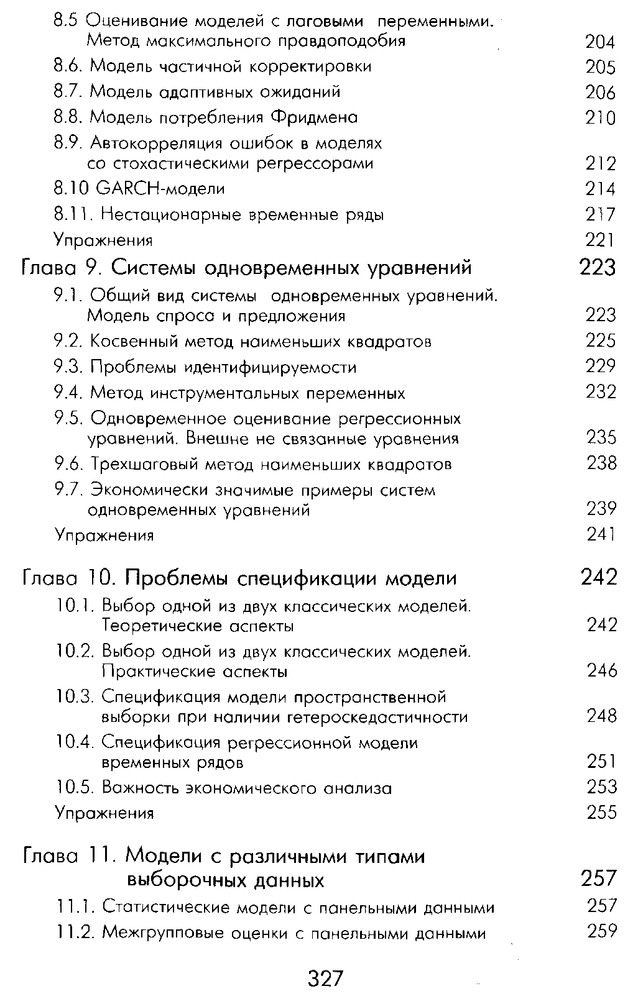 8.5 Оценивание моделей с лаговыми переменными.
Метод максимального правдоподобия 204
8.6. Модель частичной корректировки 205
8.7. Модель адаптивных ожиданий 206
8.8. Модель потребления Фридмена 210
8.9. Автокорреляция ошибок в моделях
со стохастическими регрессорами 212
8.10 GARCH-модели 214
8.11. Нестационарные временные ряды 217
Упражнения 221
Глава 9. Системы одновременных уравнений 223
9.1. Общий вид системы одновременных уравнений.
Модель спроса и предложения 223
9.2. Косвенный метод наименьших квадратов 225
9.3. Проблемы идентифицируемости 229
9.4. Метод инструментальных переменных 232
9.5. Одновременное оценивание регрессионных
уравнений. Внешне не связанные уравнения 235
9.6. Трехшаговый метод наименьших квадратов 238
9.7. Экономически значимые примеры систем
одновременных уравнений 239
Упражнения 241
Глава 10. Проблемы спецификации модели 242
10.1. Выбор одной из двух классических моделей.
Теоретические аспекты 242
10.2. Выбор одной из двух классических моделей.
Практические аспекты 246
10.3. Спецификация модели пространственной
выборки при наличии гетероскедастичности 248
10.4. Спецификация регрессионной модели
временных рядов 251
10.5. Важность экономического анализа 253
Упражнения 255
Глава 11. Модели с различными типами
выборочных данных 257
11.1. Статистические модели с панельными данными 257
11.2. Межгрупповые оценки с панельными данными 259
327